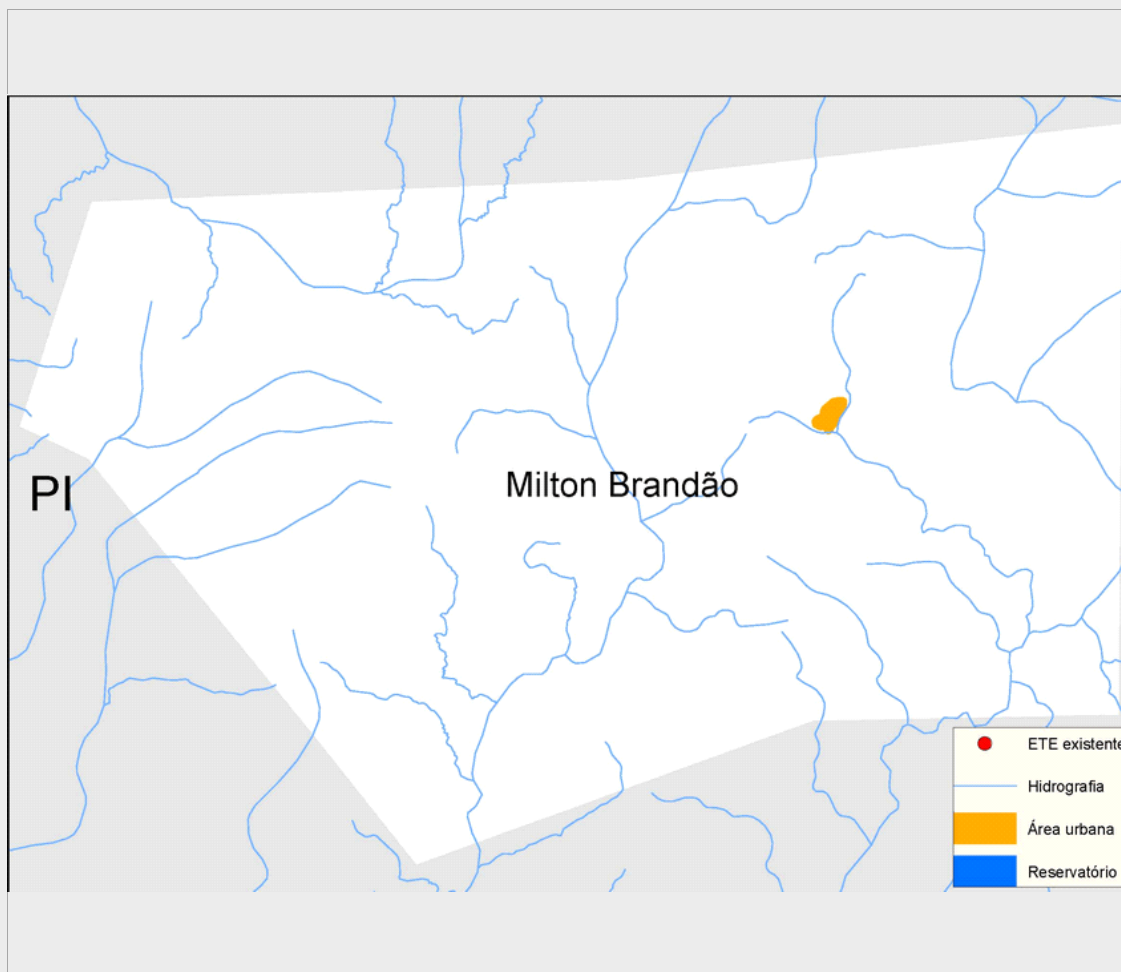 Milton Brandão
PI
ETE existente
Hidrografia
Área urbana
Reservatório